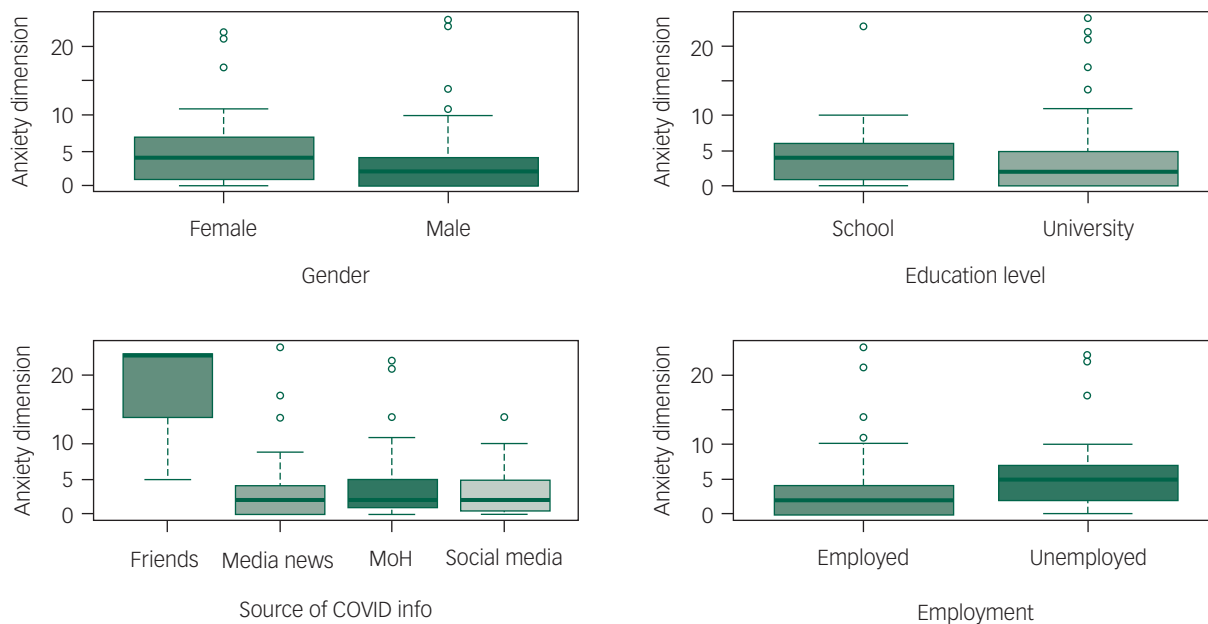 Anxiety dimension
20
10
5
0
Female Male
Gender
Anxiety dimension
20
10
5
0
School University
Education level
Anxiety dimension
20
10
5
0
Friends Media news MoH Social media
Source of COVID info
Anxiety dimension
20
10
5
0
Employed Unemployed
Employment